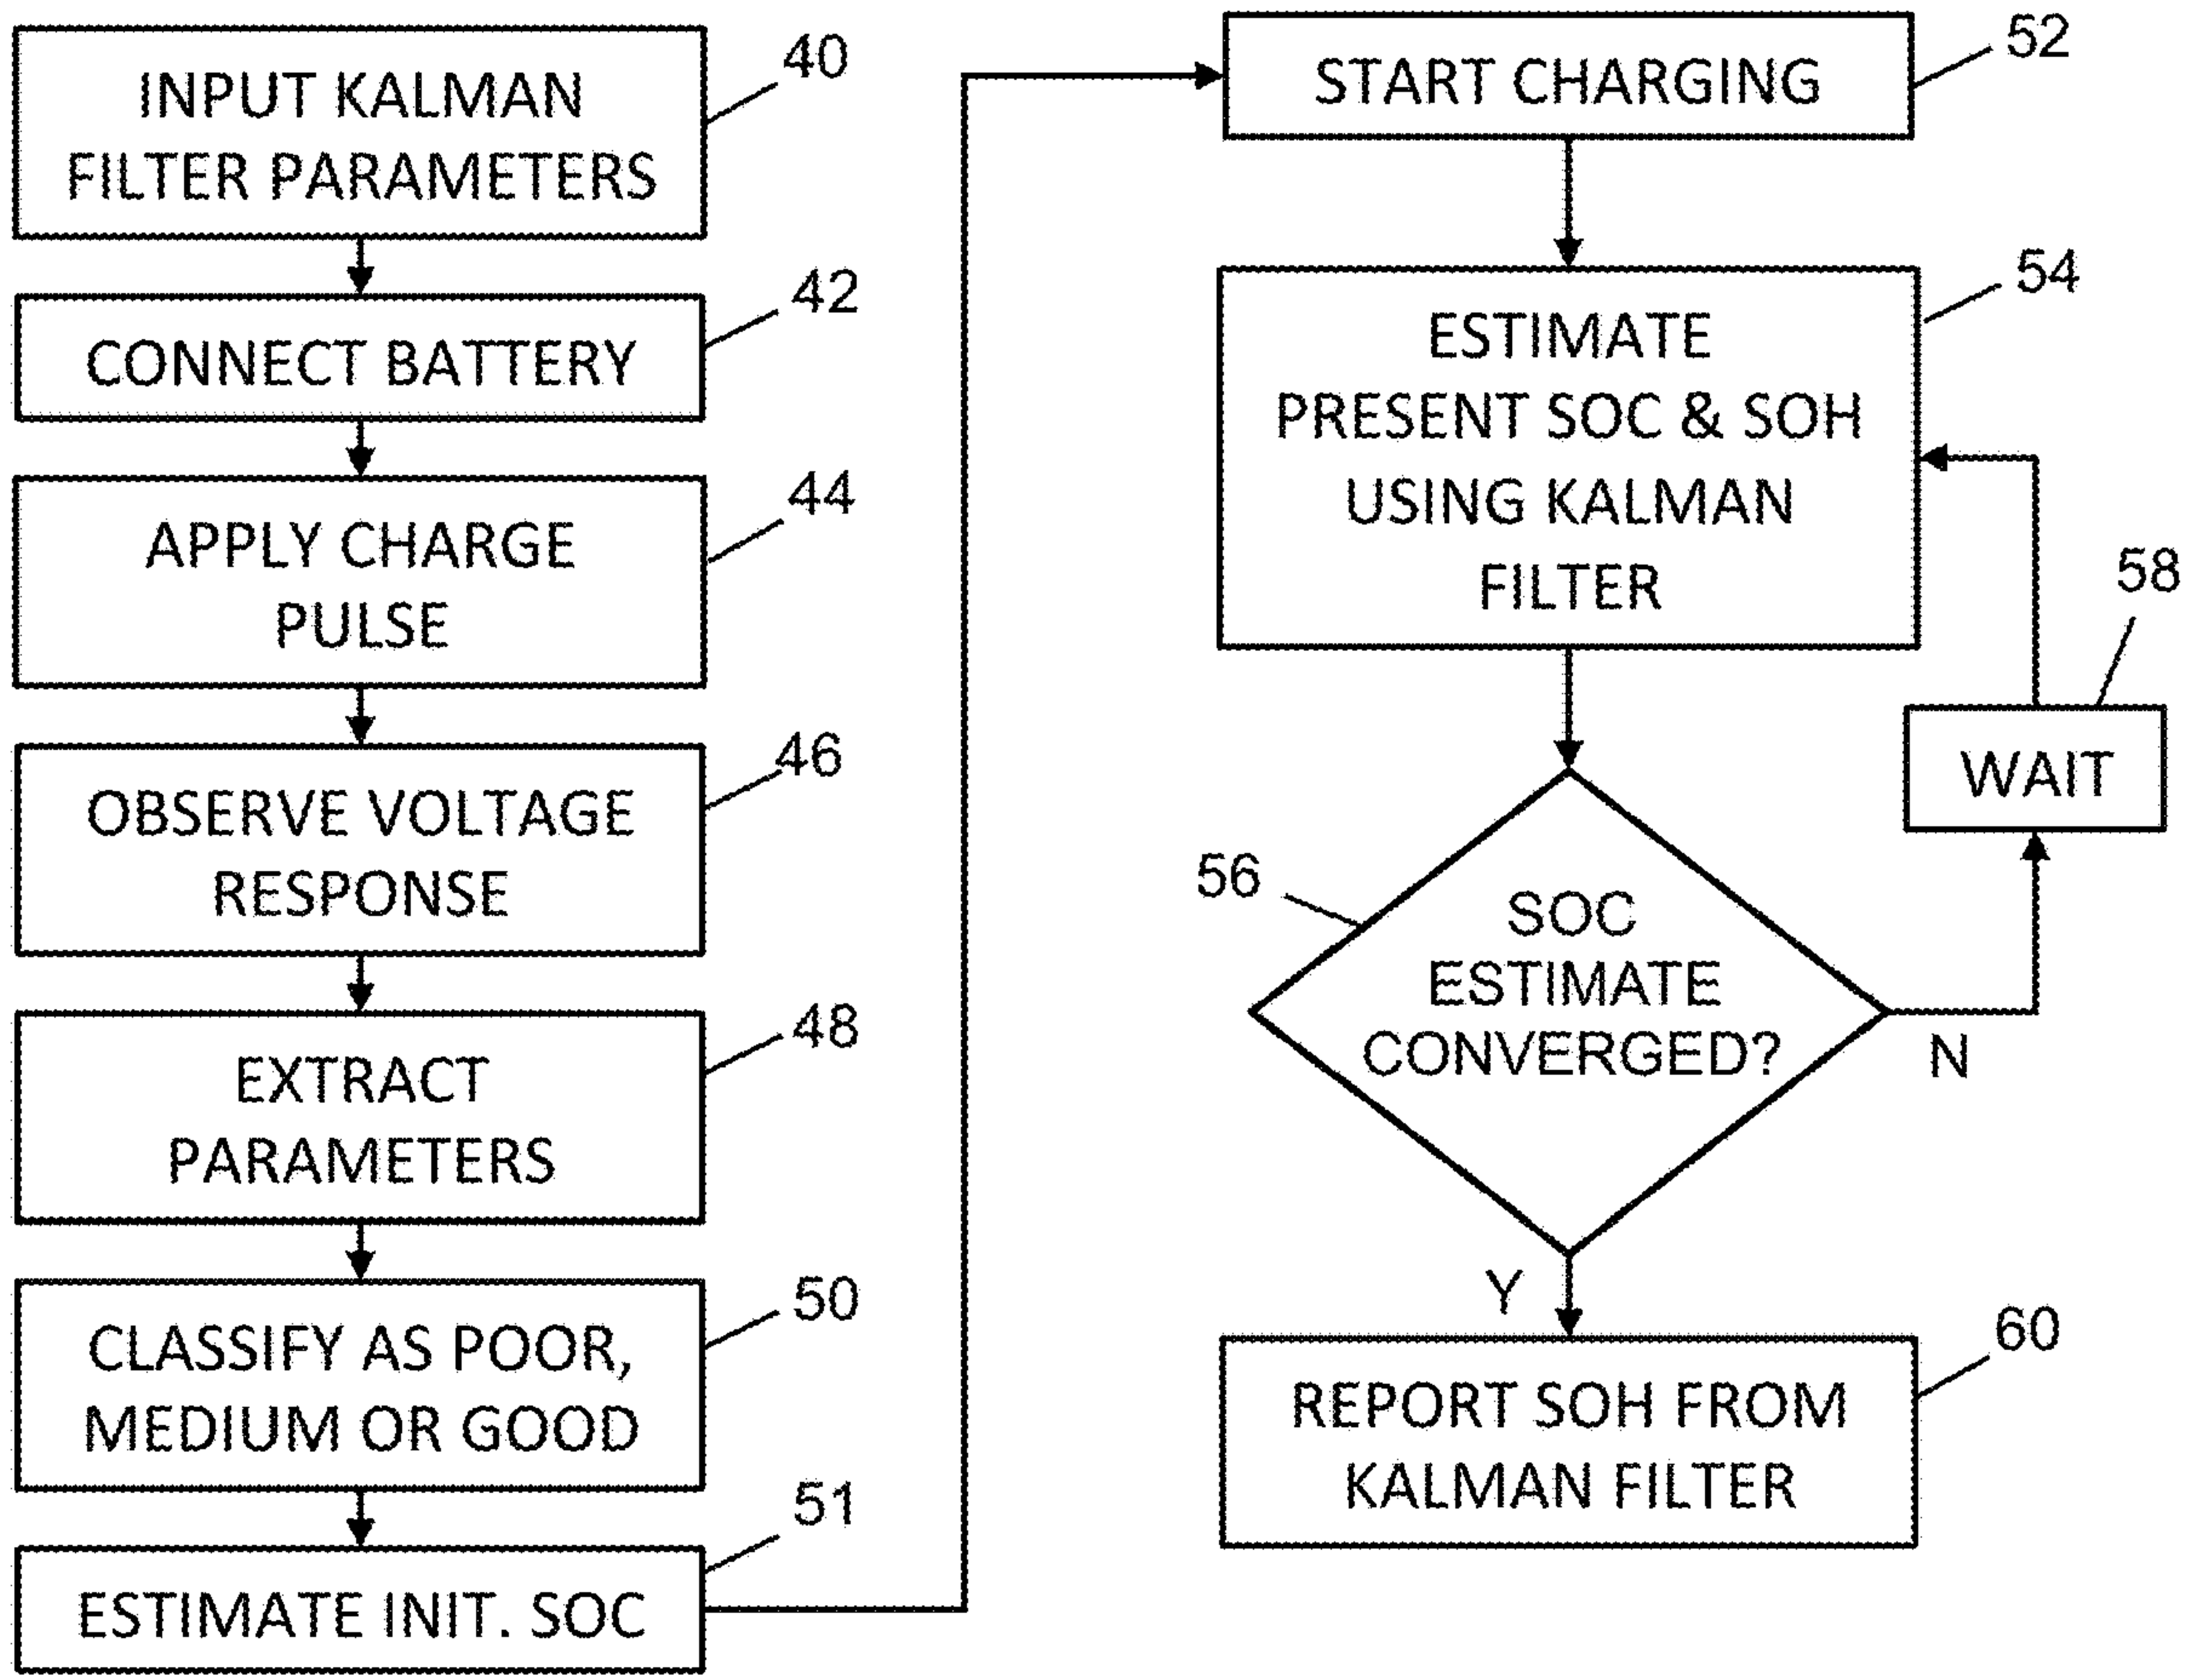 INPUT KALMAN
FILTER PARAMETERS
40
CONNECT BATTERY
42
APPLY CHARGE
PULSE
44
OBSERVE VOLTAGE
RESPONSE
46
EXTRACT
PARAMETERS
48
CLASSIFY AS POOR,
MEDIUM OR GOOD
50
ESTIMATE INIT. SOC
51
START CHARGING
52
ESTIMATE
PRESENT SOC & SOH
USING KALMAN
FILTER
54
SOC
ESTIMATE
CONVERGED?
56
N
WAIT
58
Y
REPORT SOH FROM
KALMAN FILTER
60